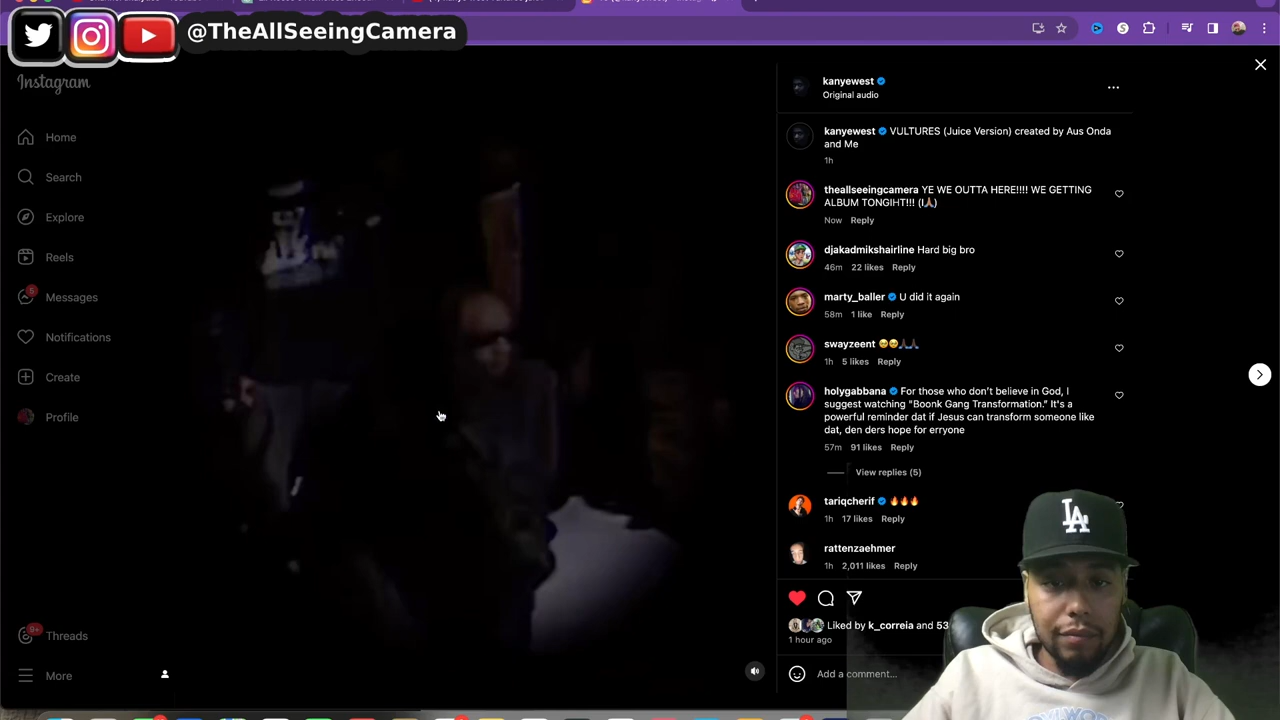 @TheAllSeeingCamera
Instagram
Home
Search
Explore
Reels
5
Messages
Notifications
Create
Profile
9+
Threads
More
kanyewest
Original audio
kanyewest VULTURES (Juice Version) created by Aus Onda
and Me
1h
theallseeingcamera YE WE OUTTA HERE!!!! WE GETTING
ALBUM TONGIHT!!! (I🙏🏾)
Now Reply
djakadmikshairline Hard big bro
46m 22 likes Reply
marty_baller U did it again
58m 1 like Reply
swayzeent 🥹🥹🙏🏿🙏🏿
1h 5 likes Reply
holygabbana For those who don’t believe in God, I
suggest watching “Boonk Gang Transformation.” It's a
powerful reminder dat if Jesus can transform someone like
dat, den ders hope for erryone
57m 91 likes Reply
View replies (5)
tariqcherif 🔥🔥🔥
1h 17 likes Reply
rattenzaehmer
1h 2,011 likes Reply
Liked by k_correia and 53
1 hour ago
Add a comment...
LA